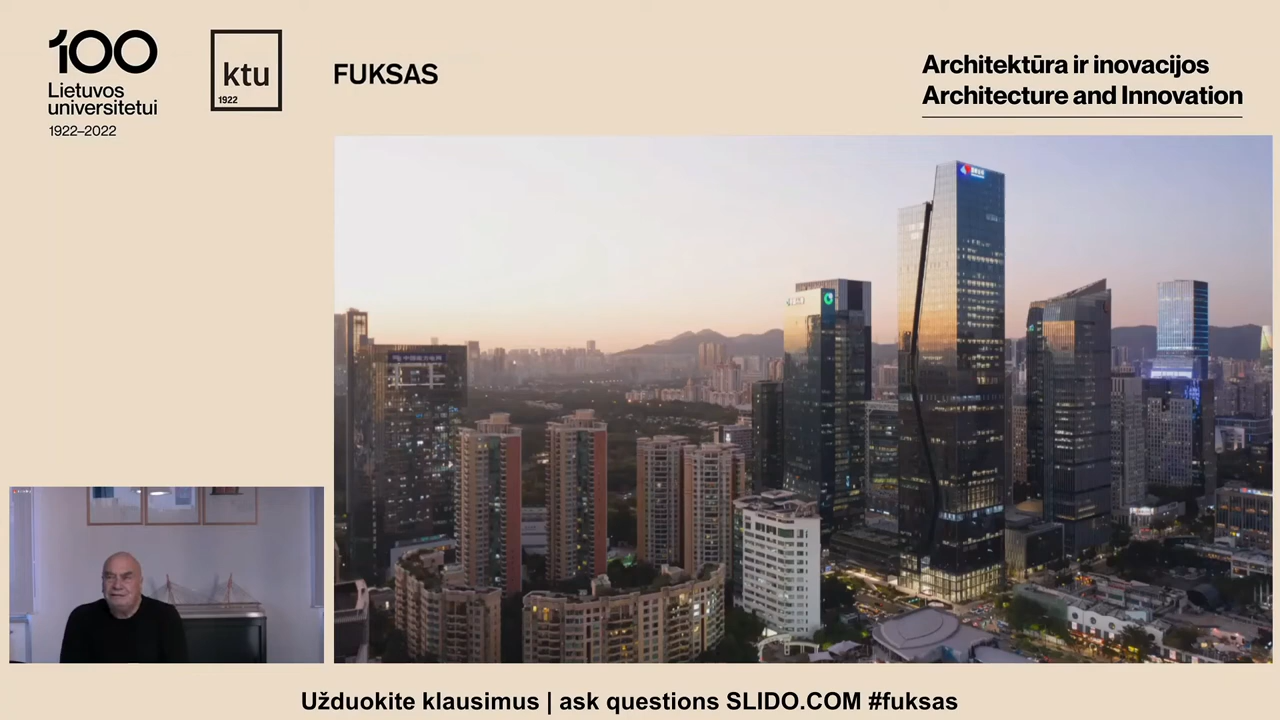 100
Lietuvos
universitetui
1922–2022
ktu
1922
FUKSAS
Architektūra ir inovacijos
Architecture and Innovation
Užduokite klausimus | ask questions SLIDO.COM #fuksas